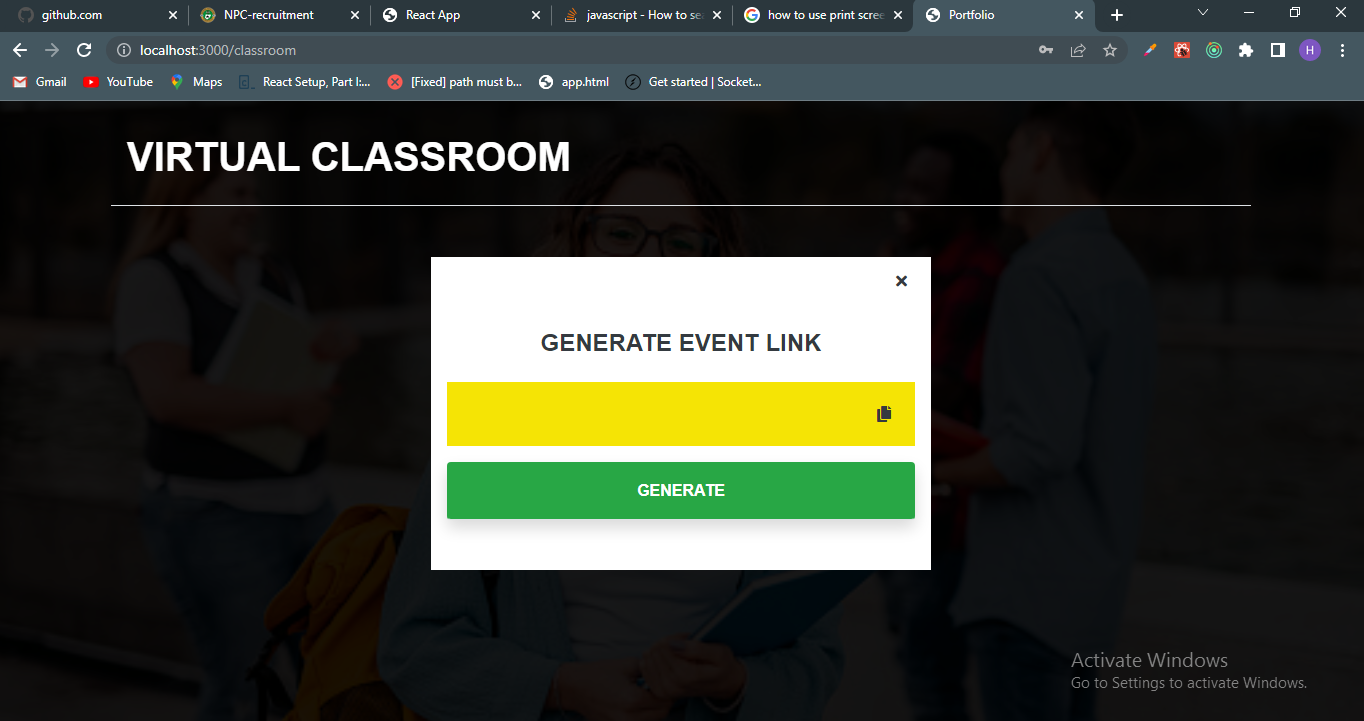 github.com
NPC-recruitment
React App
javascript - How to sea
how to use print scree
Portfolio
localhost:3000/classroom
H
Gmail
YouTube
Maps
React Setup, Part I:...
[Fixed] path must b...
app.html
Get started | Socket...
VIRTUAL CLASSROOM
GENERATE EVENT LINK
GENERATE
Activate Windows
Go to Settings to activate Windows.